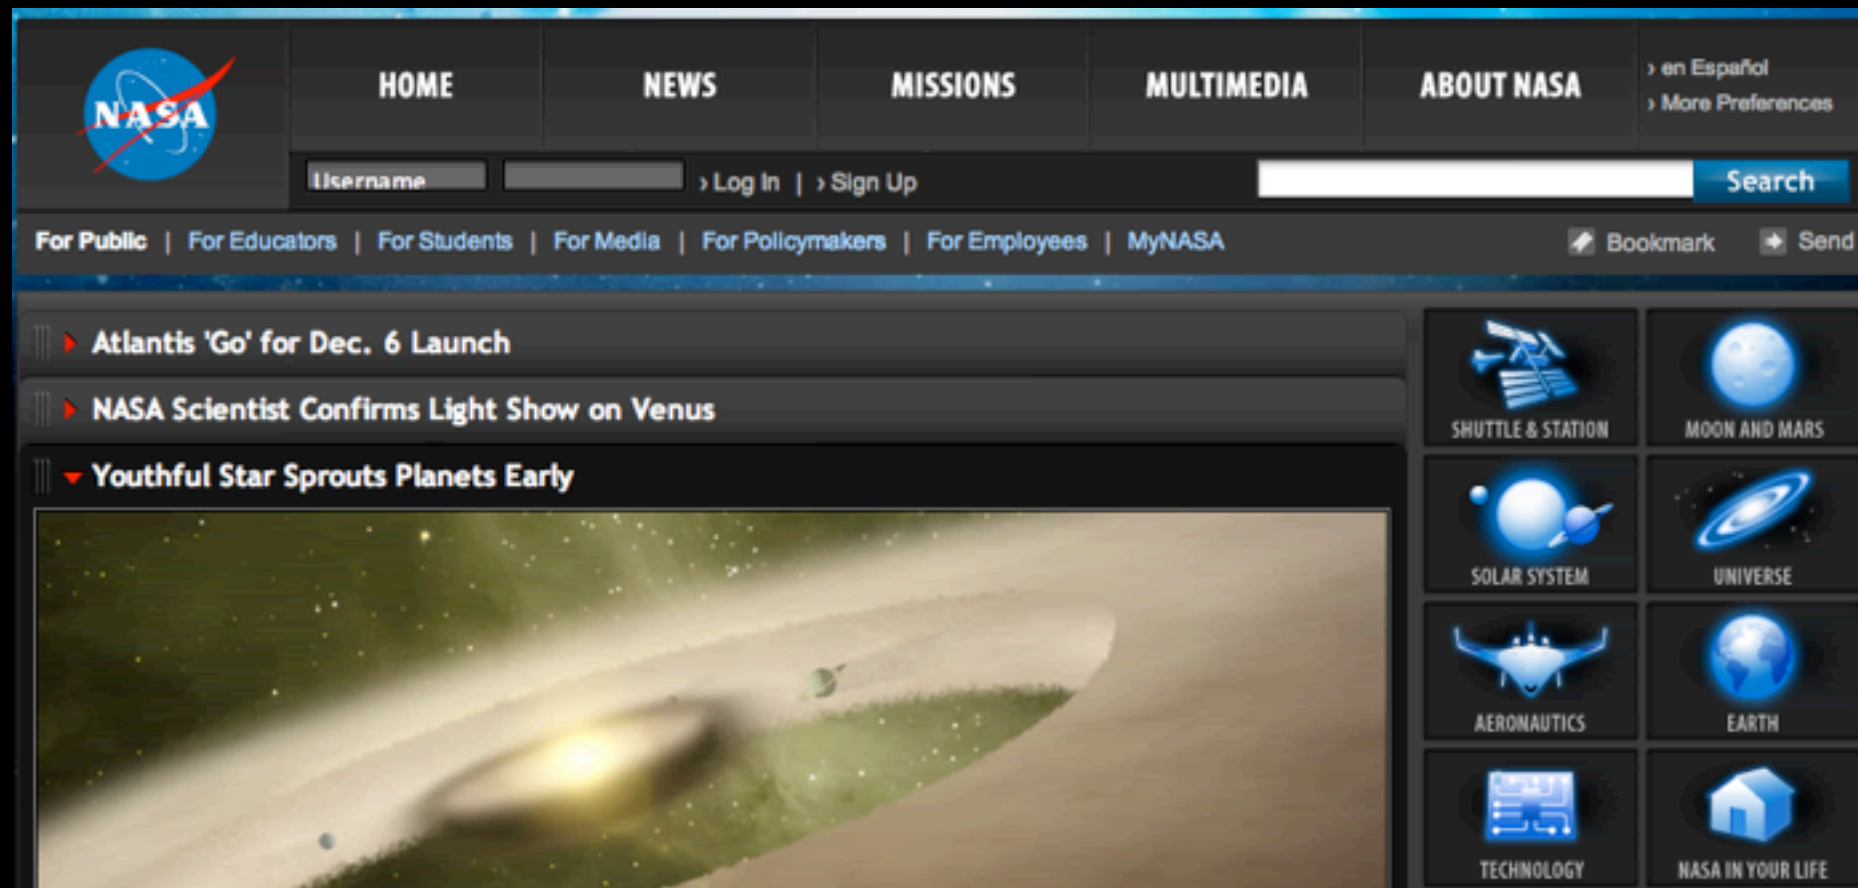 NASA
HOME NEWS MISSIONS MULTIMEDIA ABOUT NASA
› en Español
› More Preferences
Username › Log In | › Sign Up Search
For Public | For Educators | For Students | For Media | For Policymakers | For Employees | MyNASA Bookmark Send
Atlantis 'Go' for Dec. 6 Launch
NASA Scientist Confirms Light Show on Venus
Youthful Star Sprouts Planets Early
SHUTTLE & STATION MOON AND MARS
SOLAR SYSTEM UNIVERSE
AERONAUTICS EARTH
TECHNOLOGY NASA IN YOUR LIFE